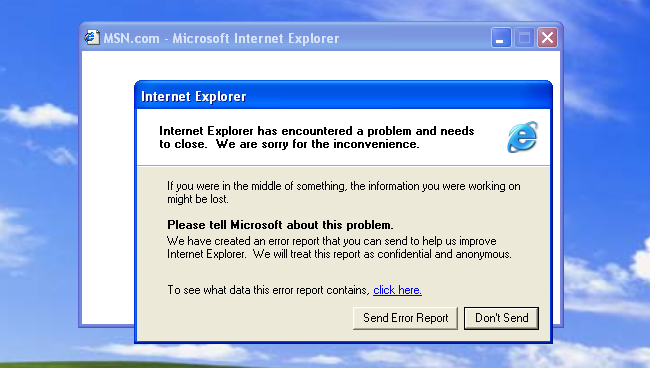 MSN.com - Microsoft Internet Explorer
Internet Explorer
Internet Explorer has encountered a problem and needs
to close.  We are sorry for the inconvenience.
If you were in the middle of something, the information you were working on
might be lost.
Please tell Microsoft about this problem.
We have created an error report that you can send to help us improve
Internet Explorer.  We will treat this report as confidential and anonymous.
To see what data this error report contains, click here.
Send Error Report
Don't Send